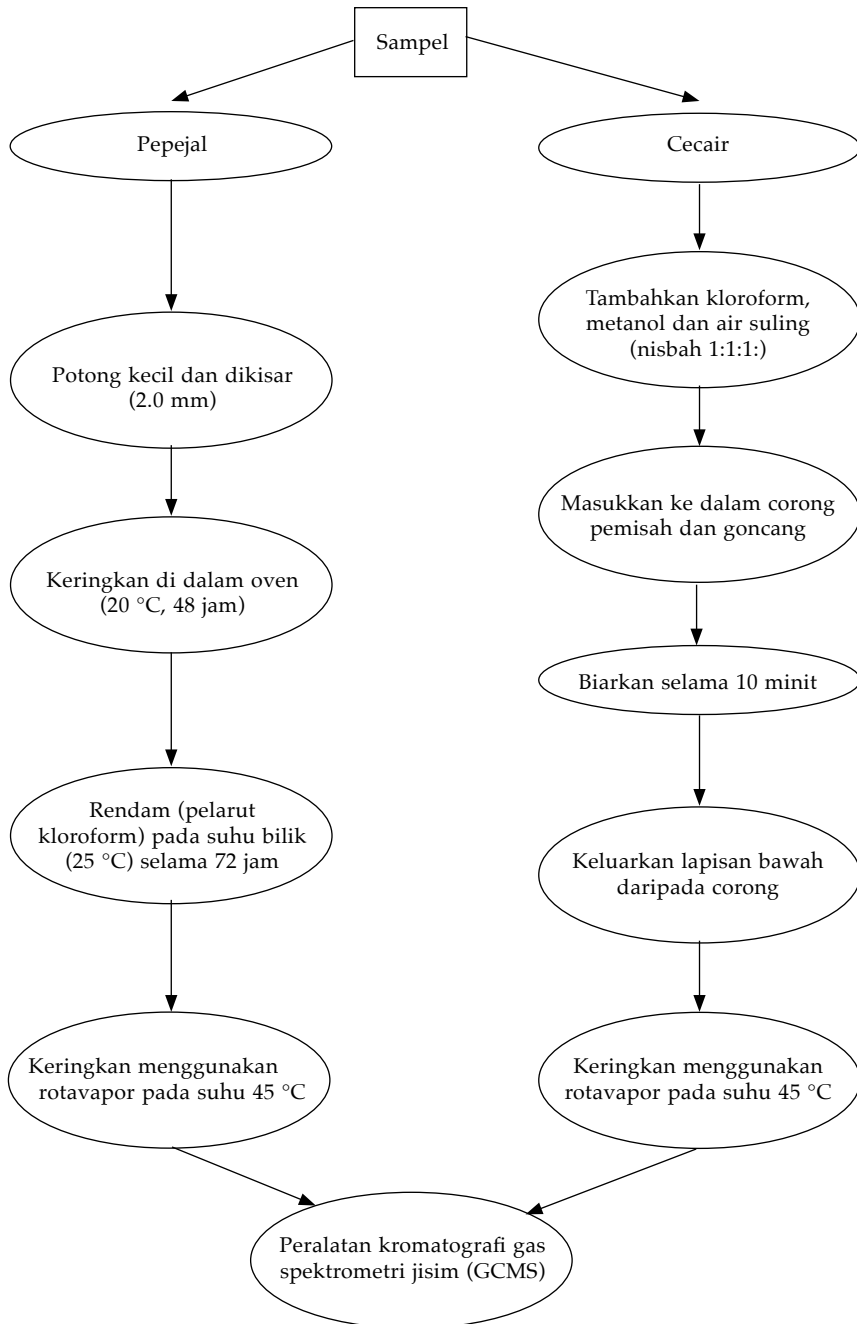 Sampel
Pepejal
Potong kecil dan dikisar
(2.0 mm)
Keringkan di dalam oven
(20 °C, 48 jam)
Rendam (pelarut
kloroform) pada suhu bilik
(25 °C) selama 72 jam
Keringkan menggunakan
rotavapor pada suhu 45 °C
Cecair
Tambahkan kloroform,
metanol dan air suling
(nisbah 1:1:1:)
Masukkan ke dalam corong
pemisah dan goncang
Biarkan selama 10 minit
Keluarkan lapisan bawah
daripada corong
Keringkan menggunakan
rotavapor pada suhu 45 °C
Peralatan kromatografi gas
spektrometri jisim (GCMS)